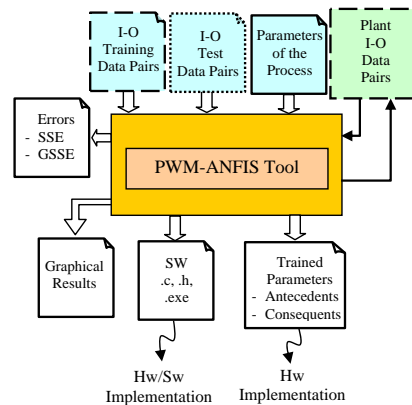 I-O
Training
Data Pairs
I-O
Test
Data Pairs
Parameters
of the
Process
Plant
I-O
Data
Pairs
Errors
- SSE
- GSSE
PWM-ANFIS Tool
Graphical
Results
SW
.c, .h,
.exe
Trained
Parameters
- Antecedents
- Consequents
Hw/Sw
Implementation
Hw
Implementation